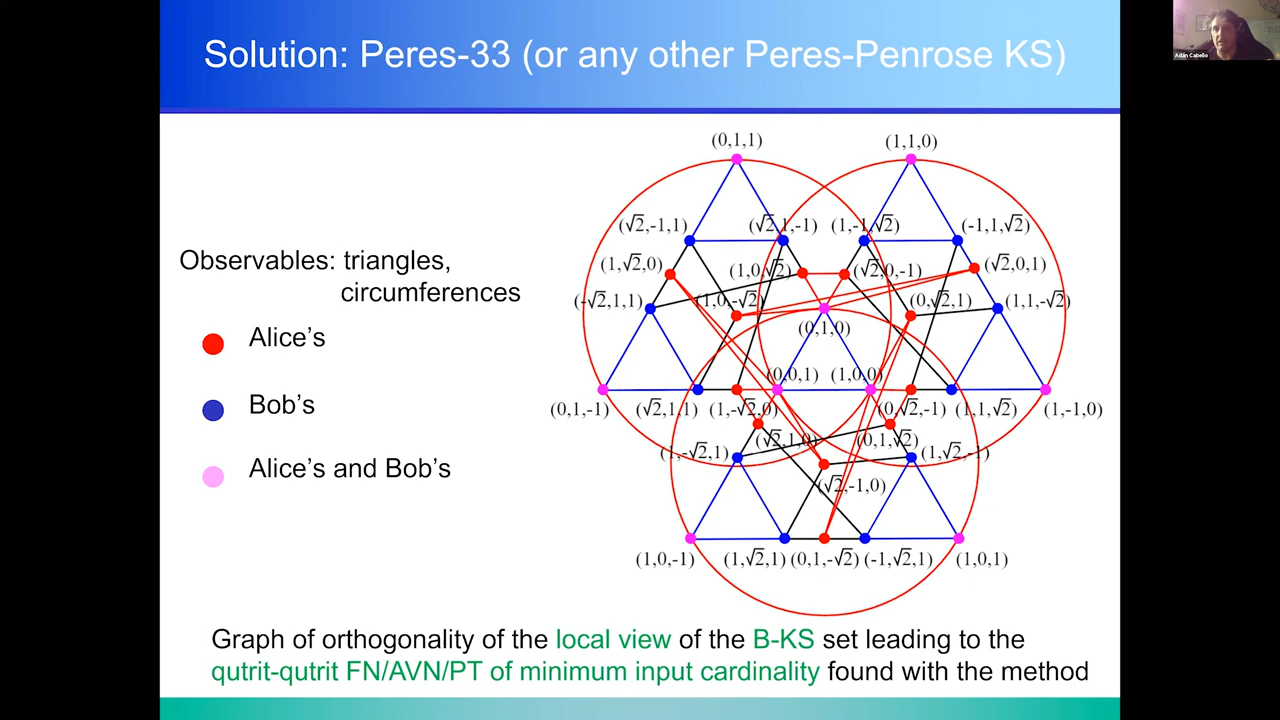 Solution: Peres-33 (or any other Peres-Penrose KS)
Adán Cabello
(0,1,1) (1,1,0)
(√2,-1,1) (√2,1,-1) (1,-1,√2) (-1,1,√2)
Observables: triangles,
circumferences
(1,√2,0) (1,0,√2) (√2,0,-1) (√2,0,1)
(-√2,1,1) (1,0,-√2) (0,√2,1) (1,1,-√2)
Alice's
(0,1,0)
(0,0,1) (1,0,0)
Bob's
(0,1,-1) (√2,1,1) (1,-√2,0) (0,√2,-1) (1,1,√2) (1,-1,0)
(√2,1,0) (0,1,√2)
(1,-√2,1) (1,√2,-1)
Alice's and Bob's
(√2,-1,0)
(1,0,-1) (1,√2,1) (0,1,-√2) (-1,√2,1) (1,0,1)
Graph of orthogonality of the local view of the B-KS set leading to the
qutrit-qutrit FN/AVN/PT of minimum input cardinality found with the method